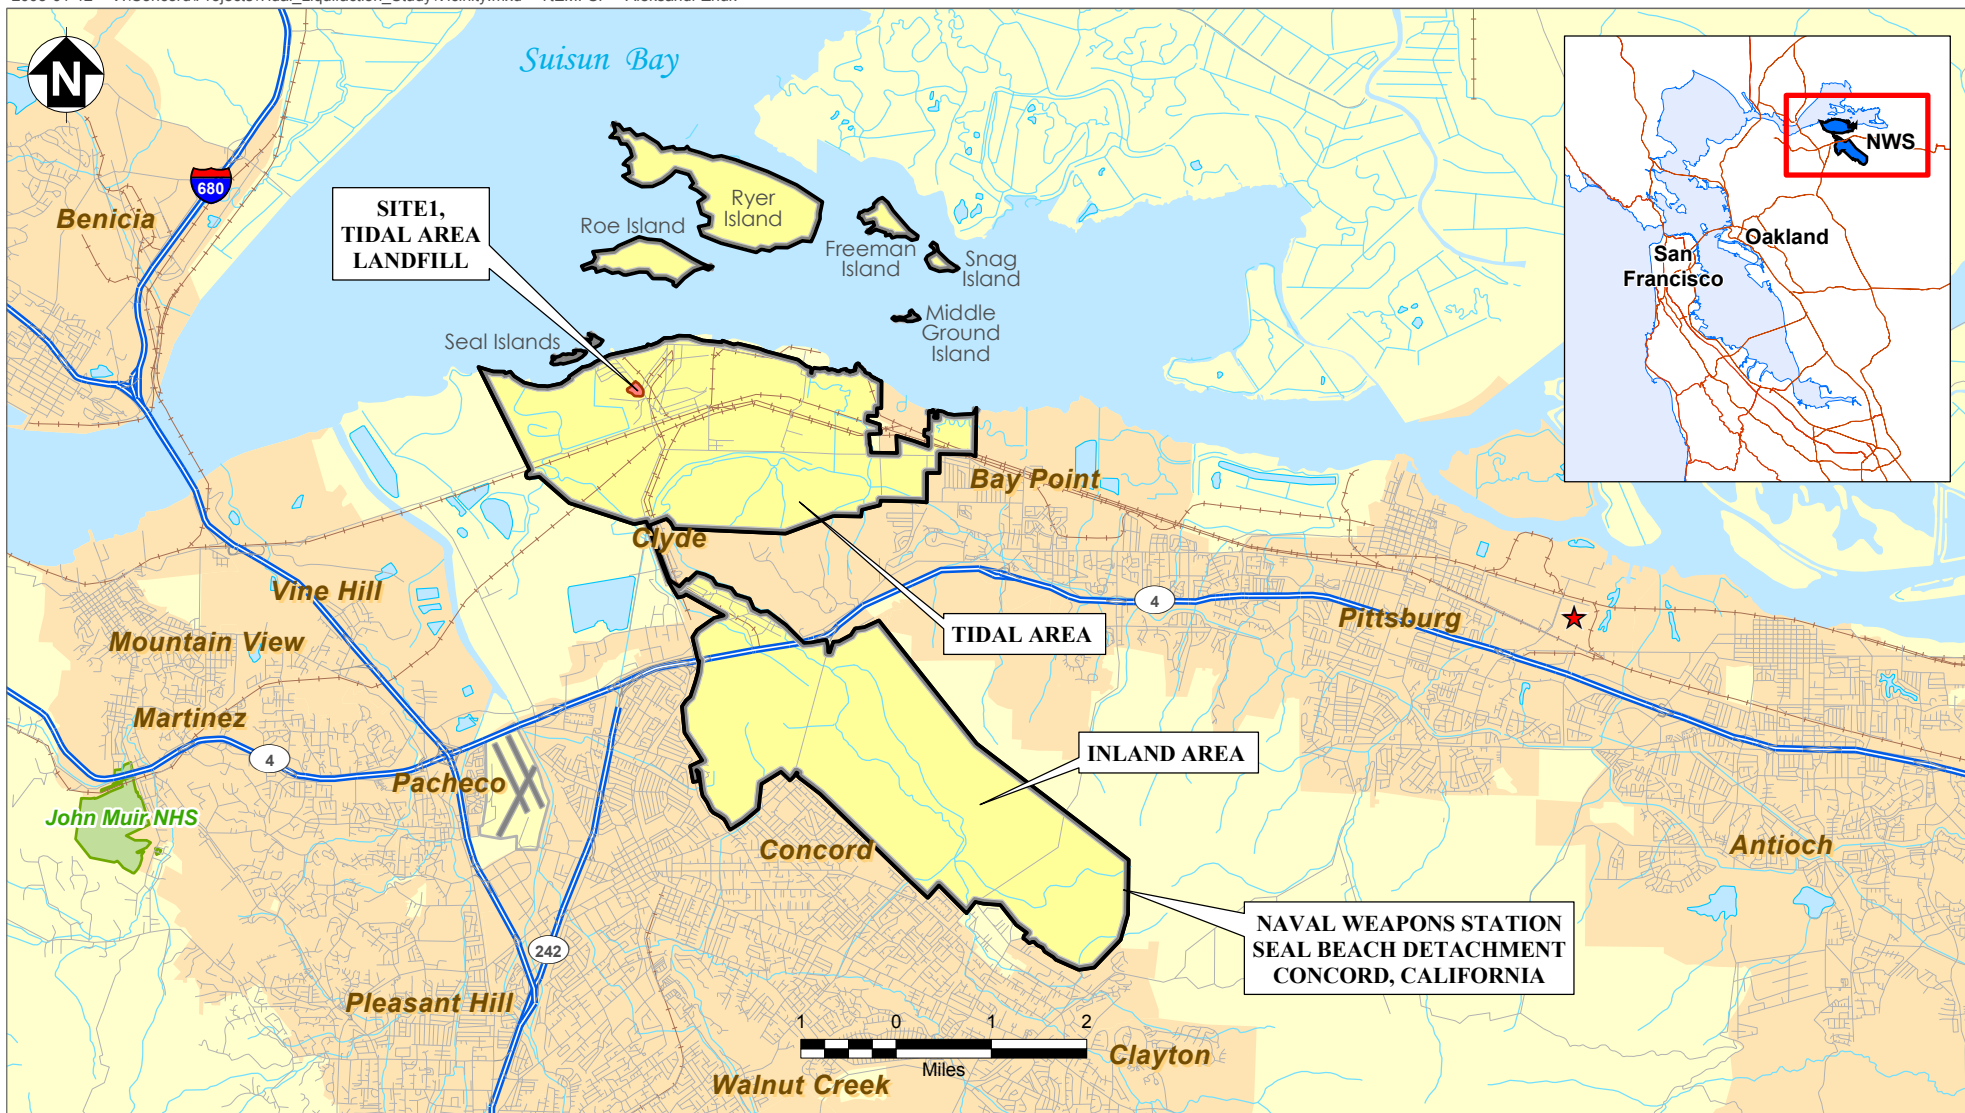 Suisun Bay
N
680
Benicia
SITE1,
TIDAL AREA
LANDFILL
Ryer
Island
Roe Island
Freeman
Island
Snag
Island
Middle
Ground
Island
Seal Islands
NWS
Oakland
San
Francisco
Bay Point
Clyde
Vine Hill
4
Pittsburg
TIDAL AREA
Mountain View
Martinez
4
INLAND AREA
Pacheco
John Muir NHS
Concord
Antioch
NAVAL WEAPONS STATION
SEAL BEACH DETACHMENT
CONCORD, CALIFORNIA
242
Pleasant Hill
1 0 1 2
Miles
Clayton
Walnut Creek